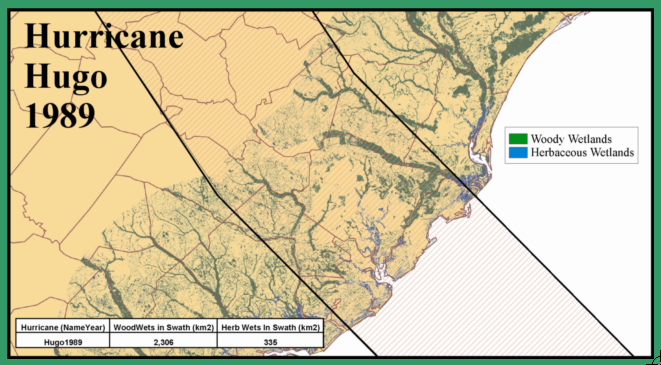 Hurricane
Hugo
1989
Woody Wetlands
Herbaceous Wetlands
Hurricane (NameYear) WoodWets in Swath (km2) Herb Wets In Swath (km2)
Hugo1989 2,306 335